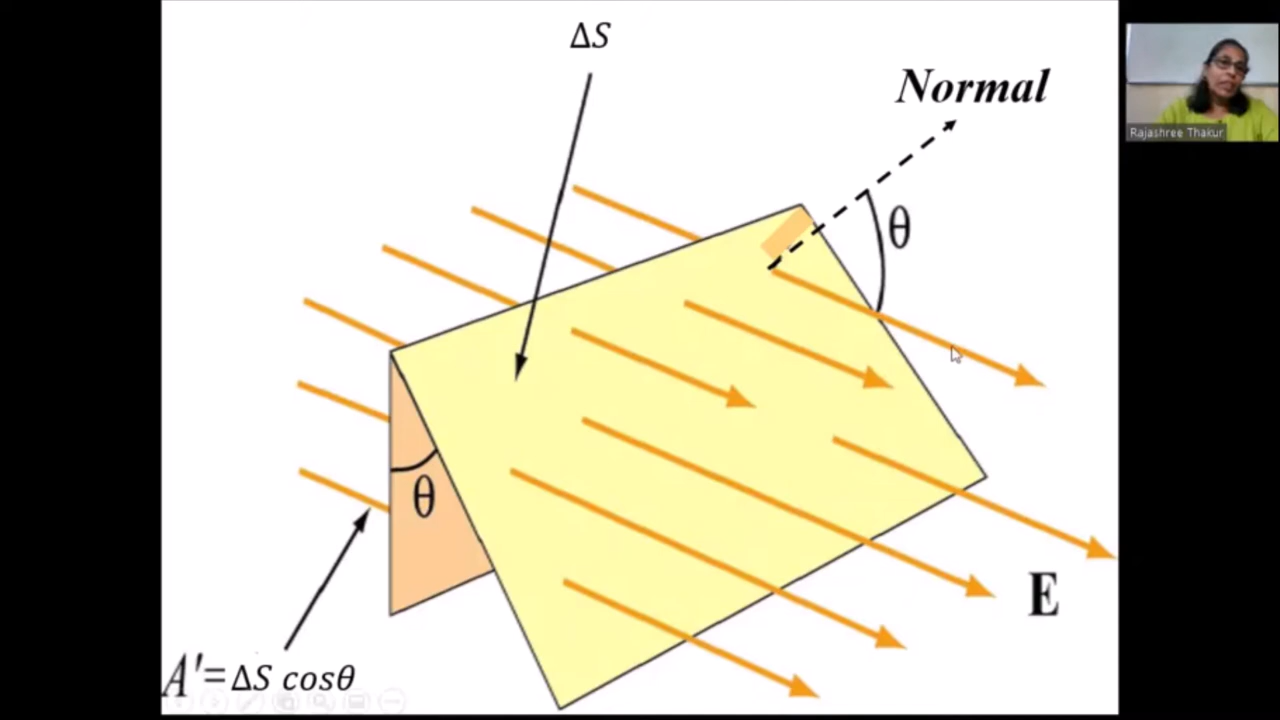 ΔS
Normal
θ
θ
E
A'=ΔS cosθ
Rajashree Thakur